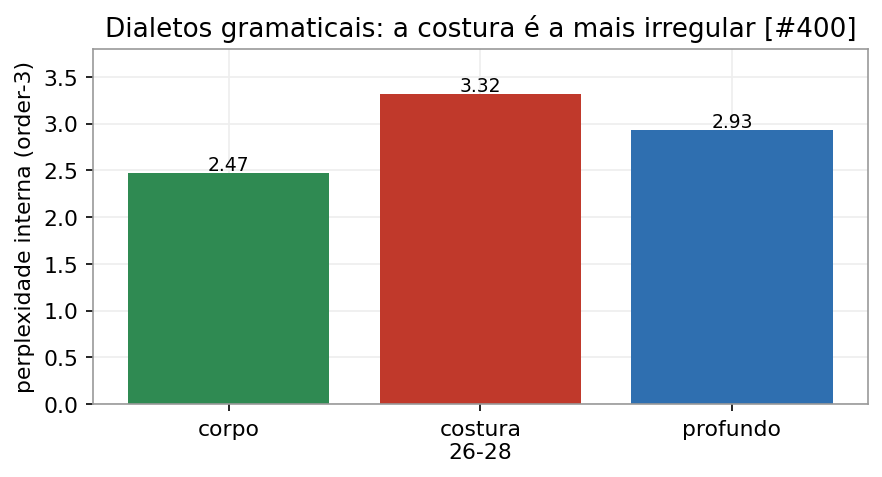 Dialetos gramaticais: a costura é a mais irregular [#400]
perplexidade interna (order-3)
3.5
3.0
2.5
2.0
1.5
1.0
0.5
0.0
2.47
3.32
2.93
corpo
costura
26-28
profundo